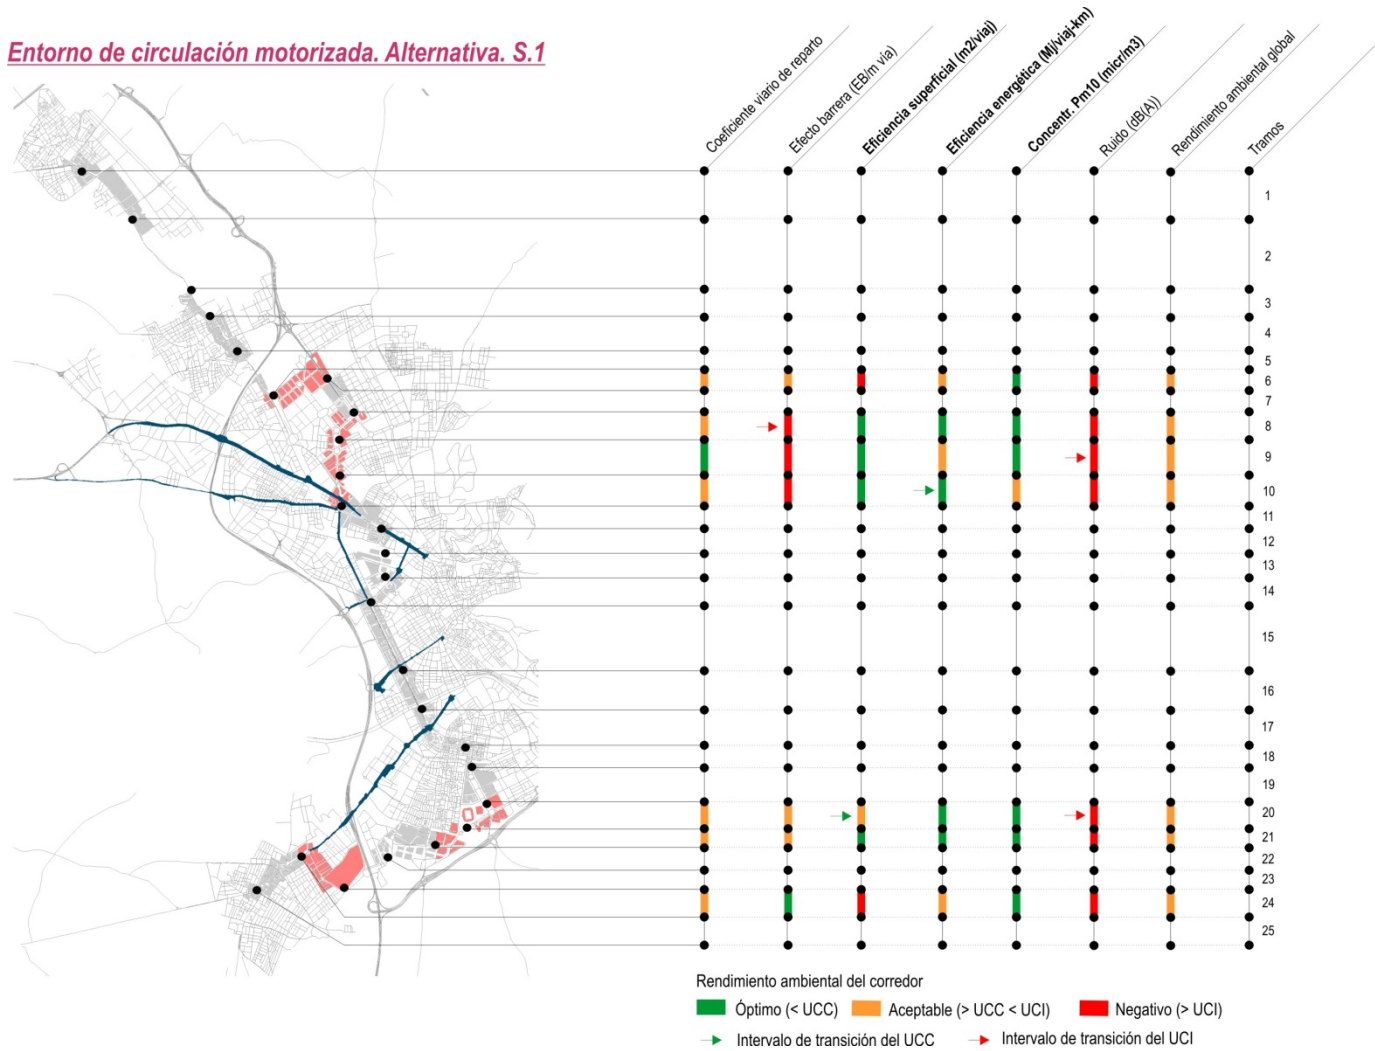 Entorno de circulación motorizada. Alternativa. S.1
Coeficiente viario de reparto
Efecto barrera (EB/m vía)
Eficiencia superficial (m2/viaj)
Eficiencia energética (Mj/viaj-km)
Concentr. Pm10 (micr/m3)
Ruido (dB(A))
Rendimiento ambiental global
Tramos
1
2
3
4
5
6
7
8
9
10
11
12
13
14
15
16
17
18
19
20
21
22
23
24
25
Rendimiento ambiental del corredor
Óptimo (< UCC) Aceptable (> UCC < UCI) Negativo (> UCI)
Intervalo de transición del UCC Intervalo de transición del UCI